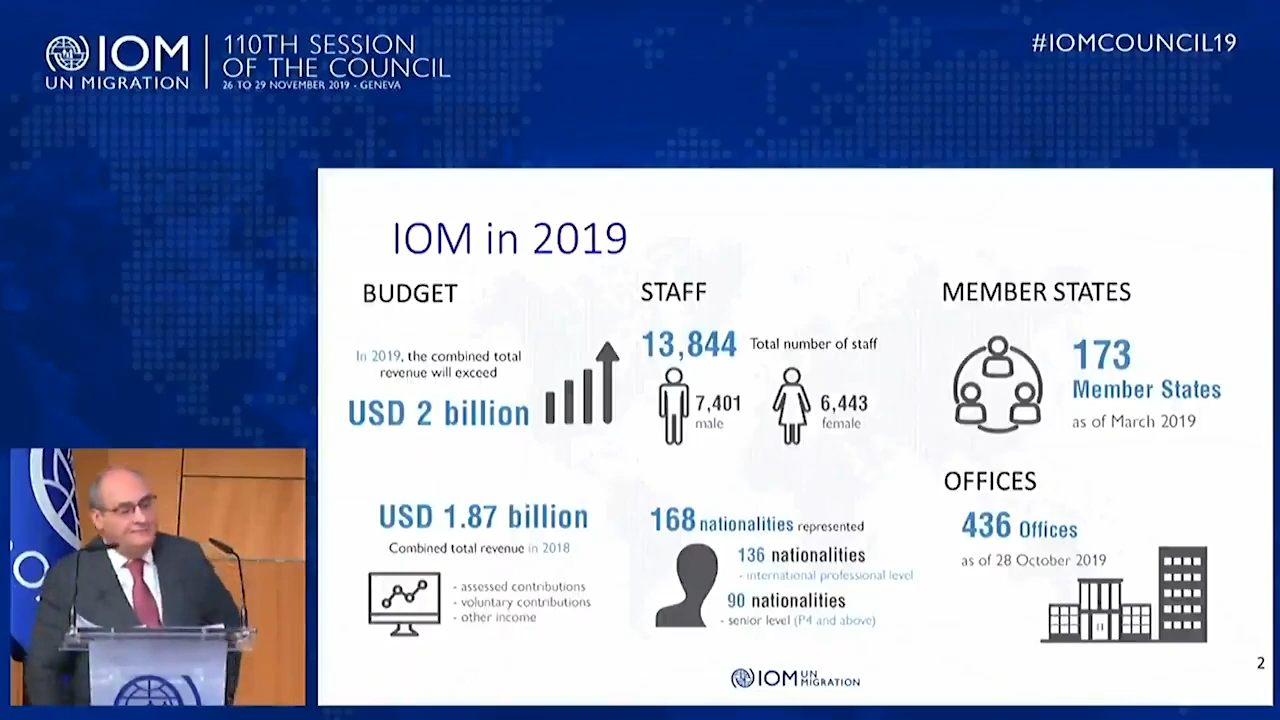 IOM
UN MIGRATION
110TH SESSION
OF THE COUNCIL
26 TO 29 NOVEMBER 2019 - GENEVA
#IOMCOUNCIL19
IOM in 2019
BUDGET
In 2019, the combined total
revenue will exceed
USD 2 billion
USD 1.87 billion
Combined total revenue in 2018
- assessed contributions
- voluntary contributions
- other income
STAFF
13,844 Total number of staff
7,401
male
6,443
female
168 nationalities represented
136 nationalities
- international professional level
90 nationalities
- senior level (P4 and above)
MEMBER STATES
173
Member States
as of March 2019
OFFICES
436 Offices
as of 28 October 2019
IOM UN
MIGRATION
2